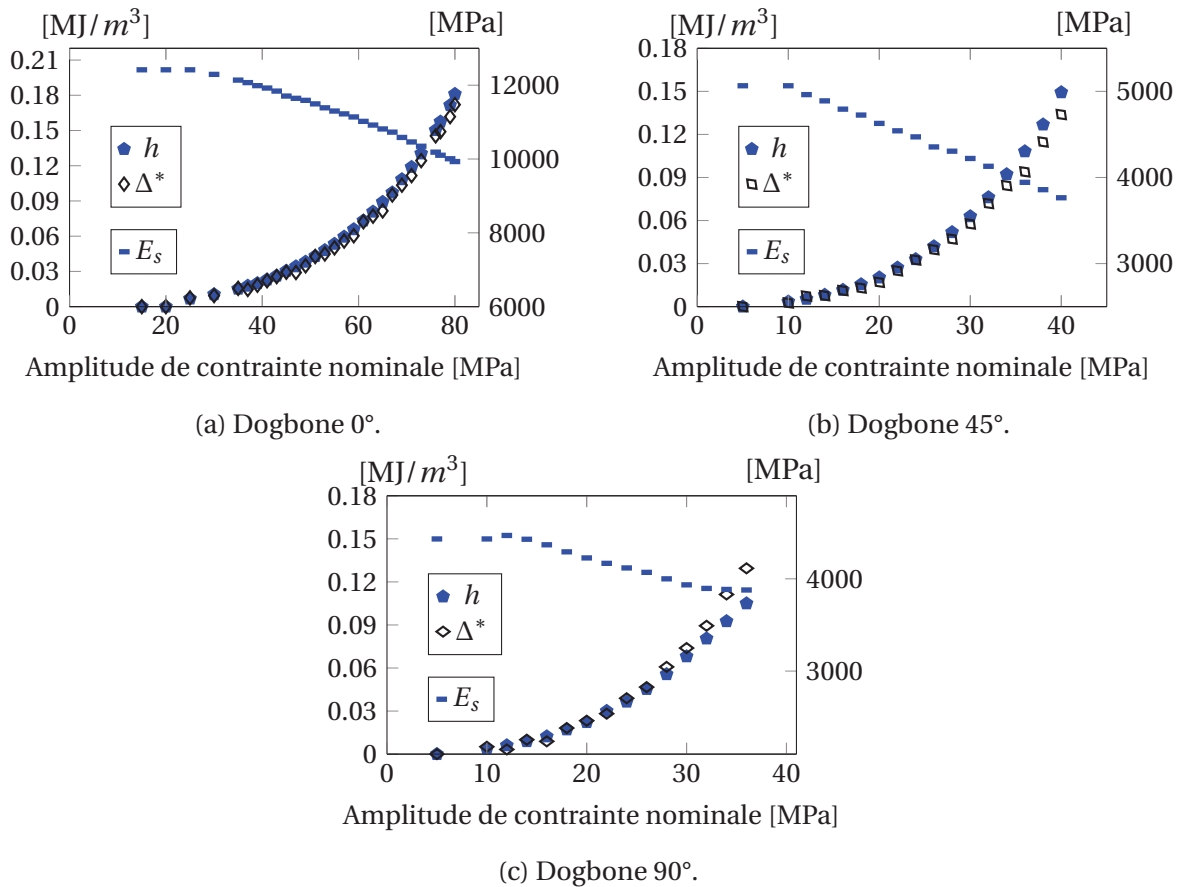 [MJ/m³] [MPa]
0.21
0.18
0.15
0.12
0.09
0.06
0.03
0
12000
10000
8000
6000
h
Δ*
E_s
0 20 40 60 80
Amplitude de contrainte nominale [MPa]
(a) Dogbone 0°.
[MJ/m³] [MPa]
0.18
0.15
0.12
0.09
0.06
0.03
0
5000
4000
3000
h
Δ*
E_s
0 10 20 30 40
Amplitude de contrainte nominale [MPa]
(b) Dogbone 45°.
[MJ/m³] [MPa]
0.18
0.15
0.12
0.09
0.06
0.03
0
4000
3000
h
Δ*
E_s
0 10 20 30 40
Amplitude de contrainte nominale [MPa]
(c) Dogbone 90°.